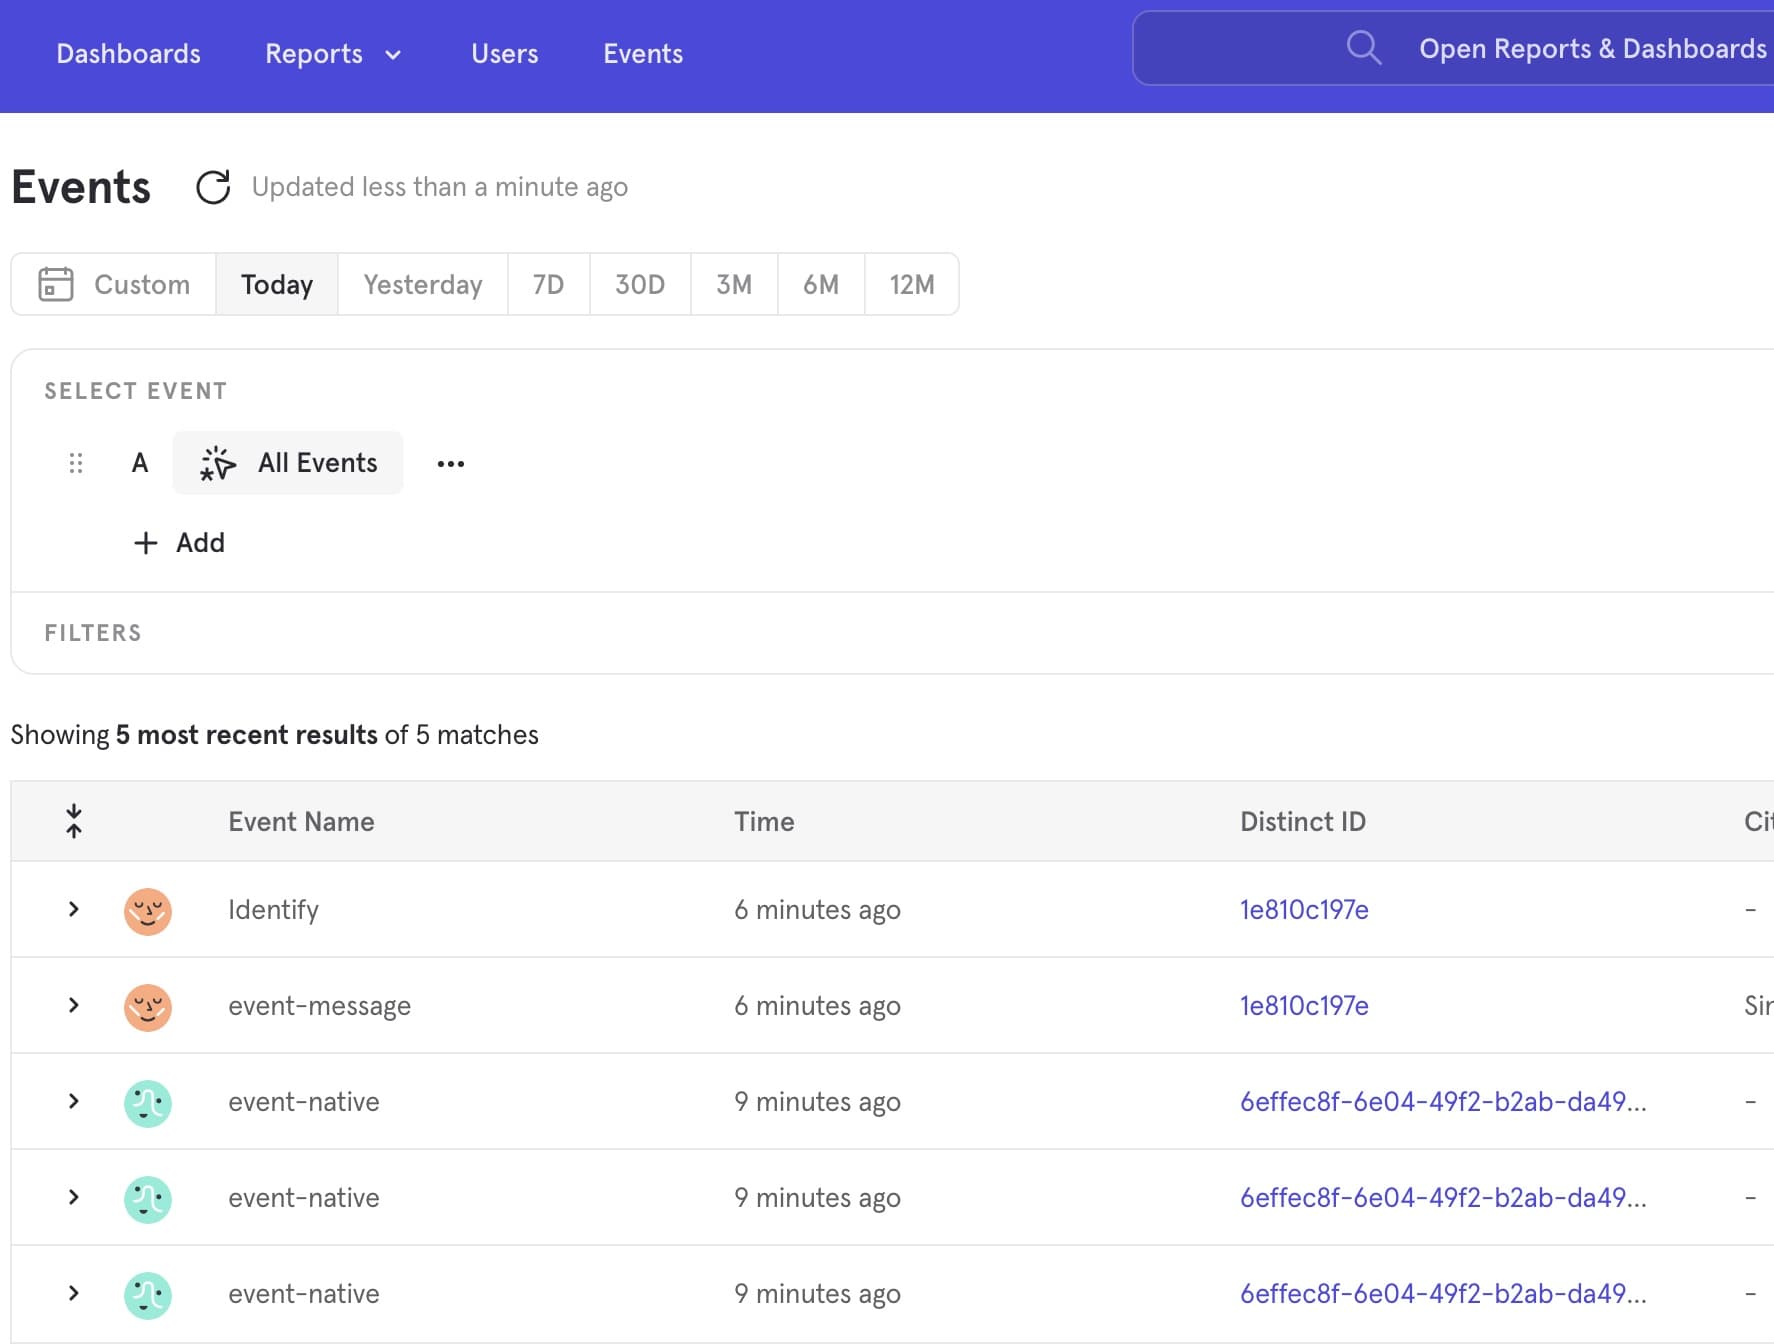 Dashboards Reports Users Events Open Reports & Dashboards
Events Updated less than a minute ago
Custom Today Yesterday 7D 30D 3M 6M 12M
SELECT EVENT
A All Events
Add
FILTERS
Showing 5 most recent results of 5 matches
Event Name Time Distinct ID
Identify 6 minutes ago 1e810c197e -
event-message 6 minutes ago 1e810c197e
event-native 9 minutes ago 6effec8f-6e04-49f2-b2ab-da49... -
event-native 9 minutes ago 6effec8f-6e04-49f2-b2ab-da49... -
event-native 9 minutes ago 6effec8f-6e04-49f2-b2ab-da49... -